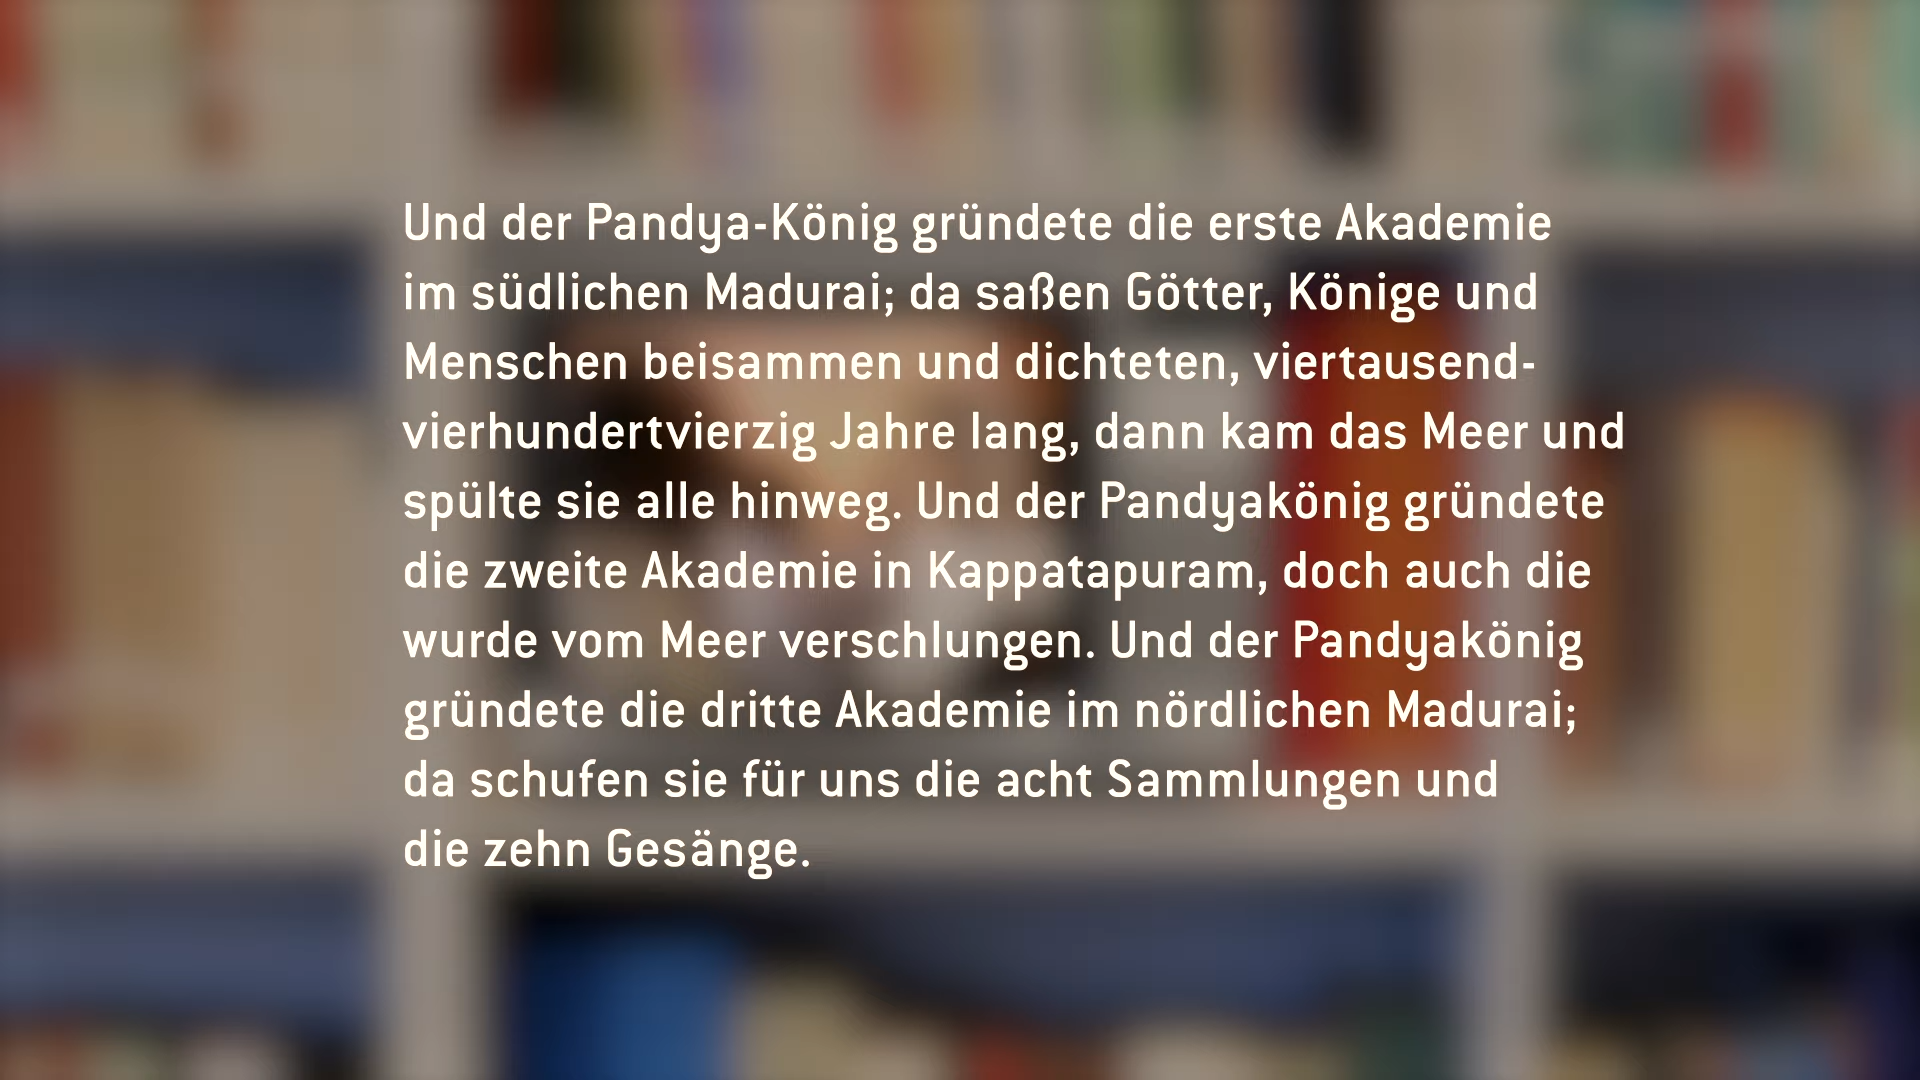 Und der Pandya-König gründete die erste Akademie
im südlichen Madurai; da saßen Götter, Könige und
Menschen beisammen und dichteten, viertausend-
vierhundertvierzig Jahre lang, dann kam das Meer und
spülte sie alle hinweg. Und der Pandyakönig gründete
die zweite Akademie in Kappatapuram, doch auch die
wurde vom Meer verschlungen. Und der Pandyakönig
gründete die dritte Akademie im nördlichen Madurai;
da schufen sie für uns die acht Sammlungen und
die zehn Gesänge.